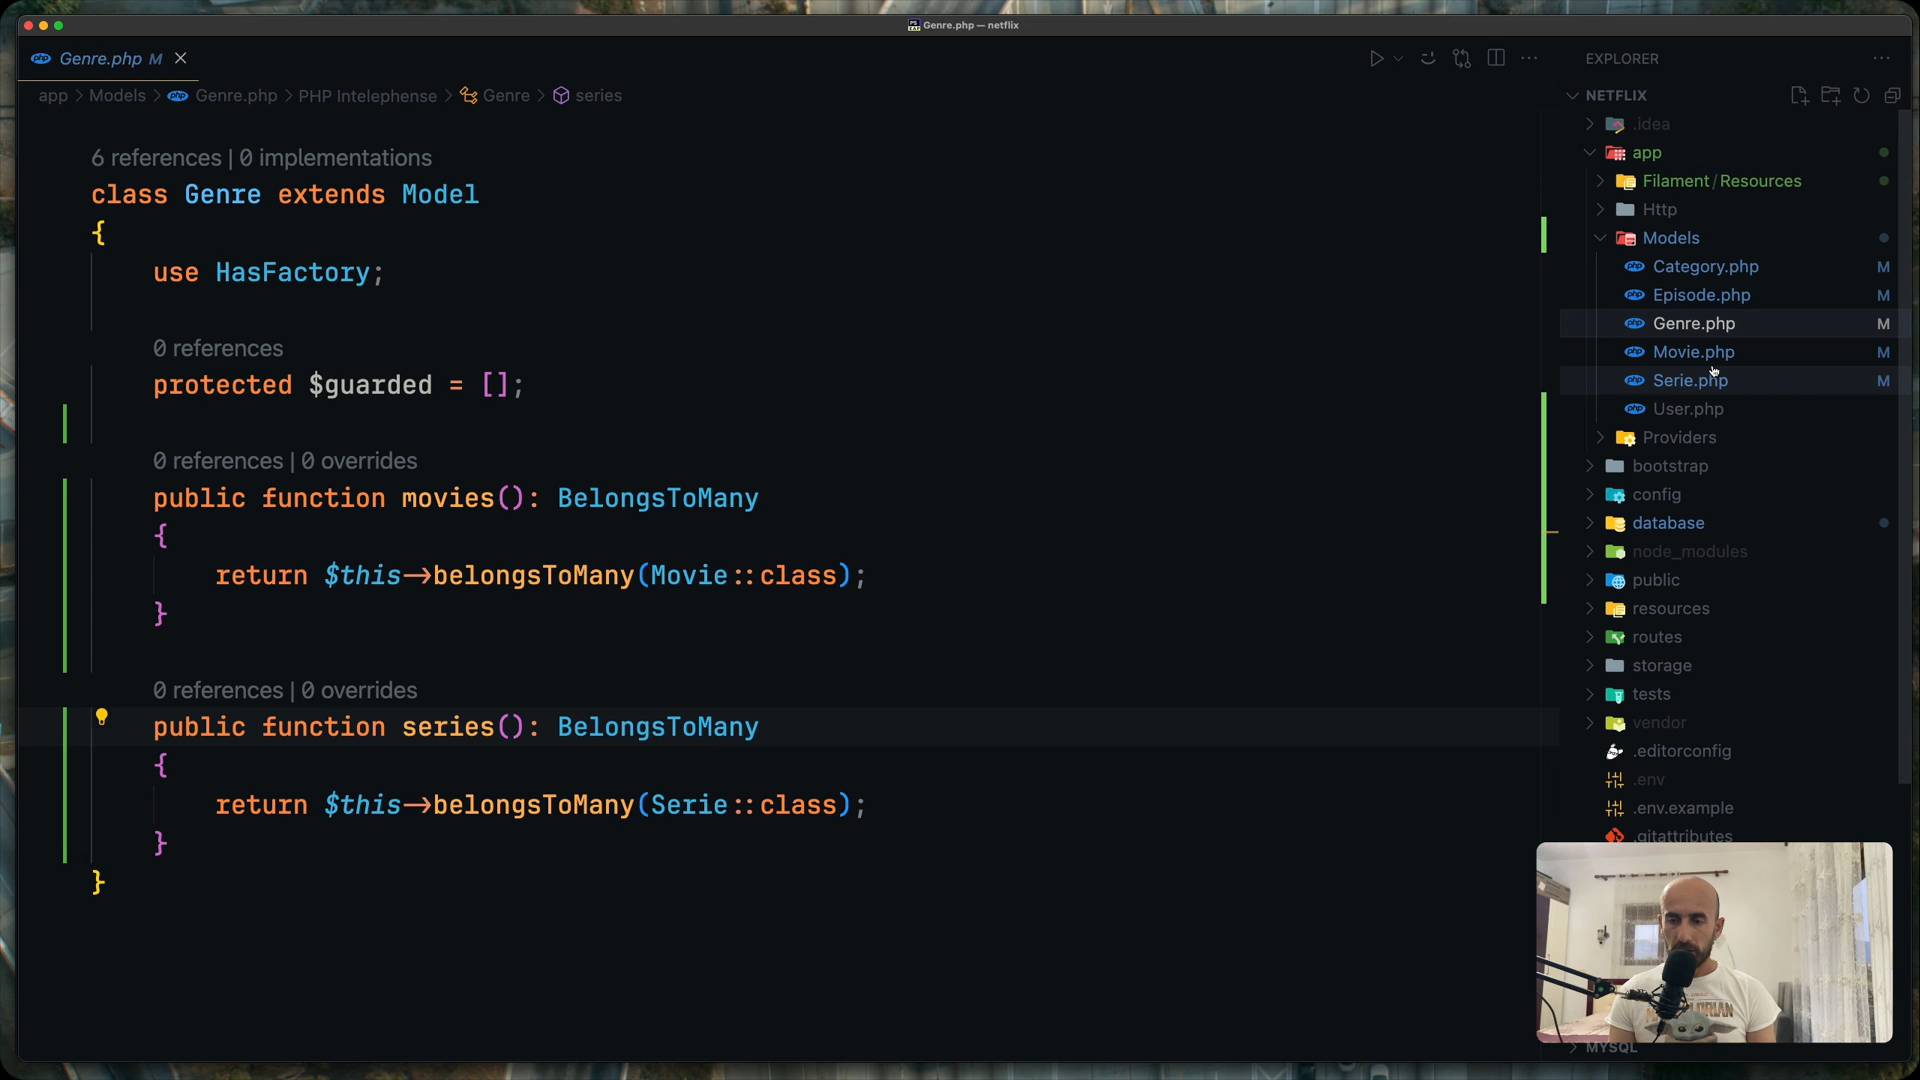 Genre.php — netflix
Genre.php M
app > Models > Genre.php > PHP Intelephense > Genre > series
6 references | 0 implementations
class Genre extends Model
{
use HasFactory;
0 references
protected $guarded = [];
0 references | 0 overrides
public function movies(): BelongsToMany
{
return $this->belongsToMany(Movie::class);
}
0 references | 0 overrides
public function series(): BelongsToMany
{
return $this->belongsToMany(Serie::class);
}
}
EXPLORER
NETFLIX
.idea
app
Filament/Resources
Http
Models
Category.php M
Episode.php M
Genre.php M
Movie.php M
Serie.php M
User.php
Providers
bootstrap
config
database
node_modules
public
resources
routes
storage
tests
vendor
.editorconfig
.env
.env.example
.gitattributes
MYSQL